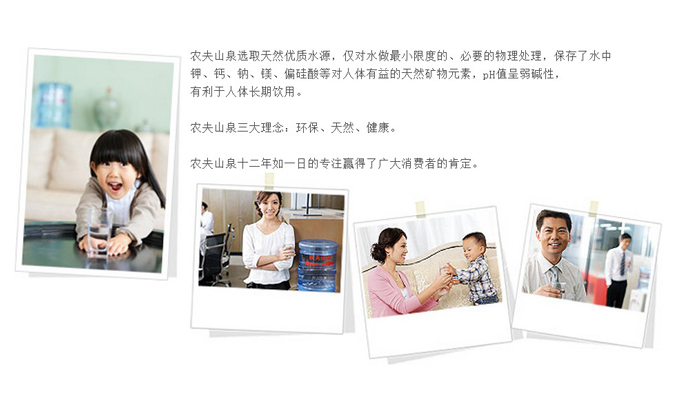 农夫山泉选取天然优质水源，仅对水做最小限度的、必要的物理处理，保存了水中
钾、钙、钠、镁、偏硅酸等对人体有益的天然矿物元素，pH值呈弱碱性，
有利于人体长期饮用。
农夫山泉三大理念：环保、天然、健康。
农夫山泉十二年如一日的专注赢得了广大消费者的肯定。